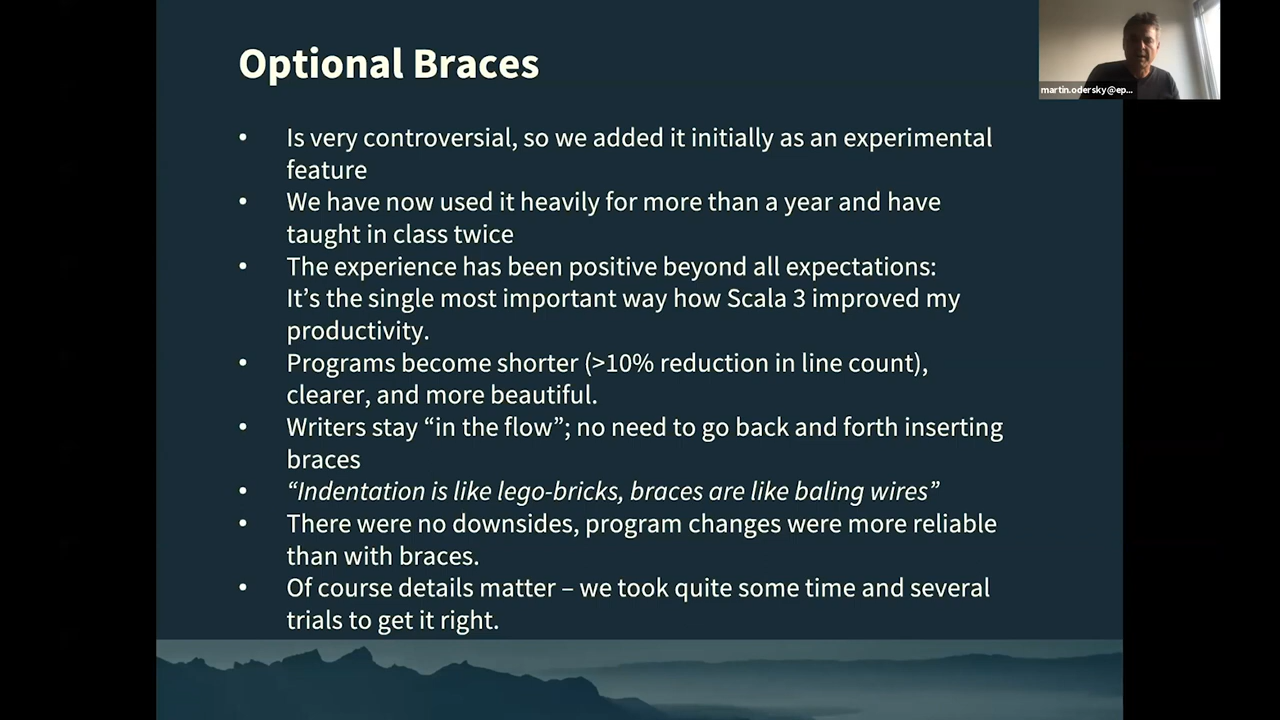 Optional Braces
martin.odersky@ep...
• Is very controversial, so we added it initially as an experimental
feature
• We have now used it heavily for more than a year and have
taught in class twice
• The experience has been positive beyond all expectations:
It’s the single most important way how Scala 3 improved my
productivity.
• Programs become shorter (>10% reduction in line count),
clearer, and more beautiful.
• Writers stay “in the flow”; no need to go back and forth inserting
braces
• “Indentation is like lego-bricks, braces are like baling wires”
• There were no downsides, program changes were more reliable
than with braces.
• Of course details matter – we took quite some time and several
trials to get it right.